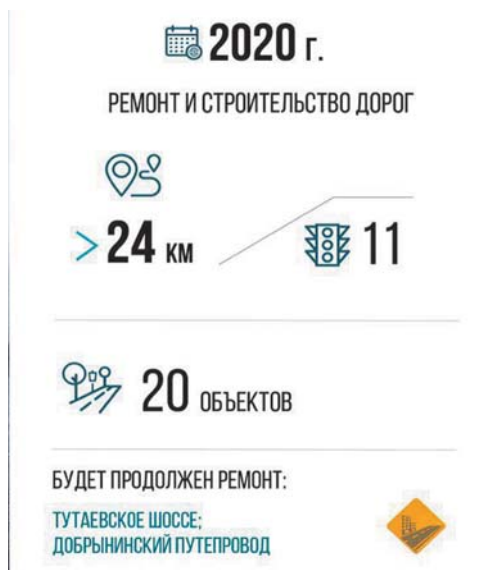 2020 г.
РЕМОНТ И СТРОИТЕЛЬСТВО ДОРОГ
> 24 км
11
20 ОБЪЕКТОВ
БУДЕТ ПРОДОЛЖЕН РЕМОНТ:
ТУТАЕВСКОЕ ШОССЕ;
ДОБРЫНИНСКИЙ ПУТЕПРОВОД